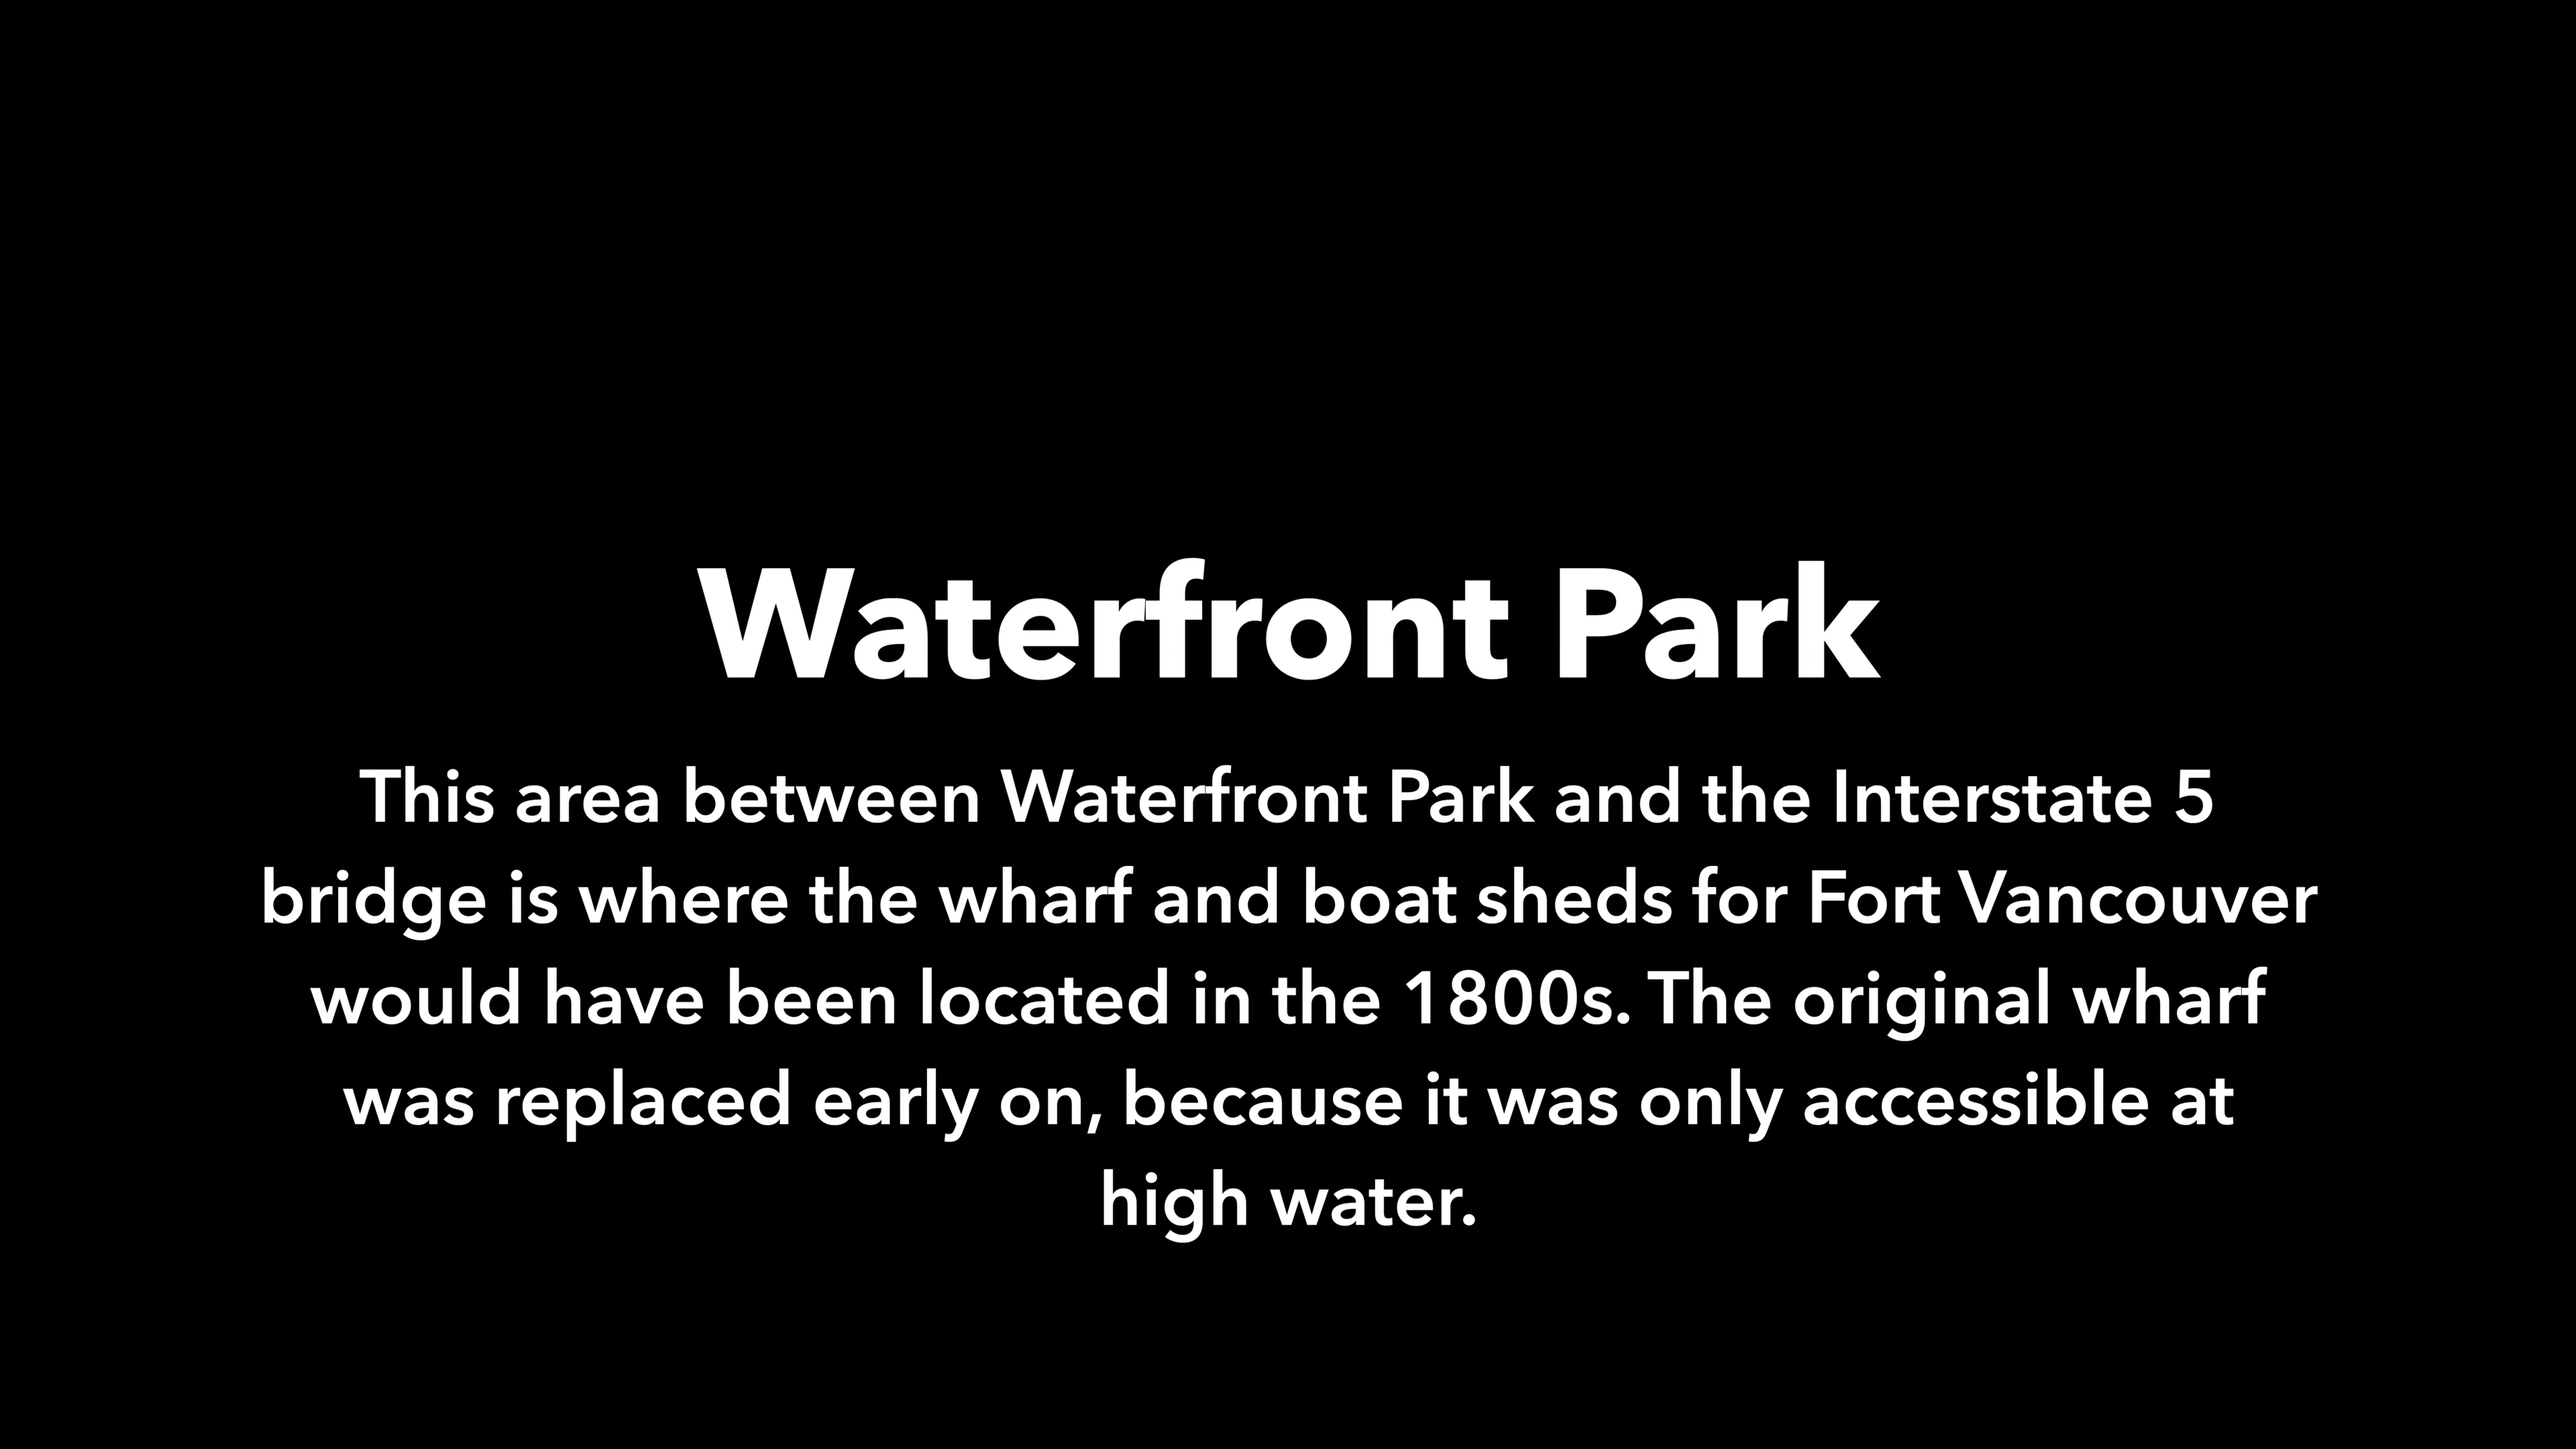 Waterfront Park
This area between Waterfront Park and the Interstate 5
bridge is where the wharf and boat sheds for Fort Vancouver
would have been located in the 1800s. The original wharf
was replaced early on, because it was only accessible at
high water.